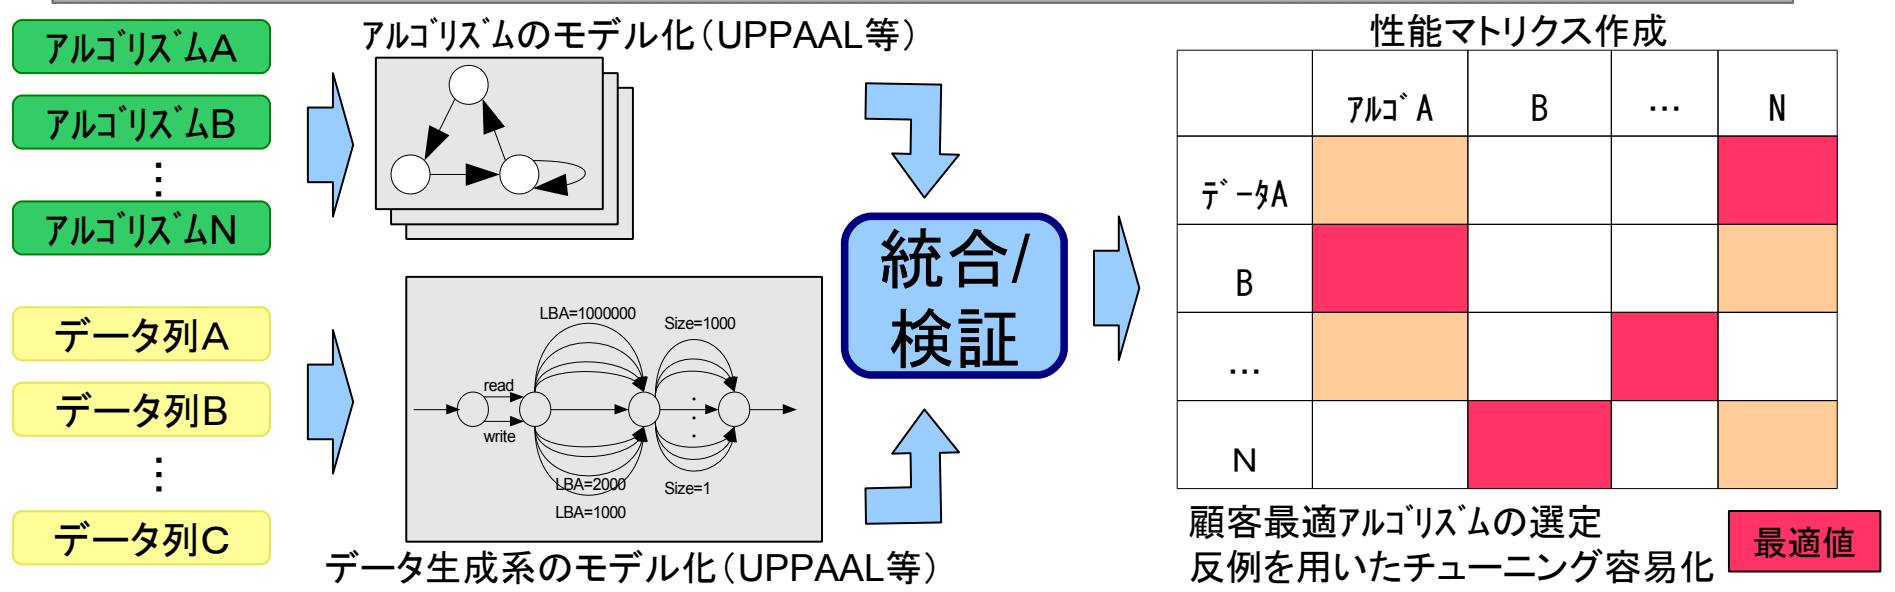 ｱﾙｺﾞﾘｽﾞﾑA
ｱﾙｺﾞﾘｽﾞﾑB
⋮
ｱﾙｺﾞﾘｽﾞﾑN
データ列A
データ列B
⋮
データ列C
ｱﾙｺﾞﾘｽﾞﾑのモデル化（UPPAAL等）
LBA=1000000
Size=1000
read
write
LBA=2000
Size=1
LBA=1000
データ生成系のモデル化（UPPAAL等）
統合/
検証
性能マトリクス作成
ｱﾙｺﾞA B … N
ﾃﾞｰﾀA
B
…
N
顧客最適ｱﾙｺﾞﾘｽﾞﾑの選定
反例を用いたチューニング容易化
最適値